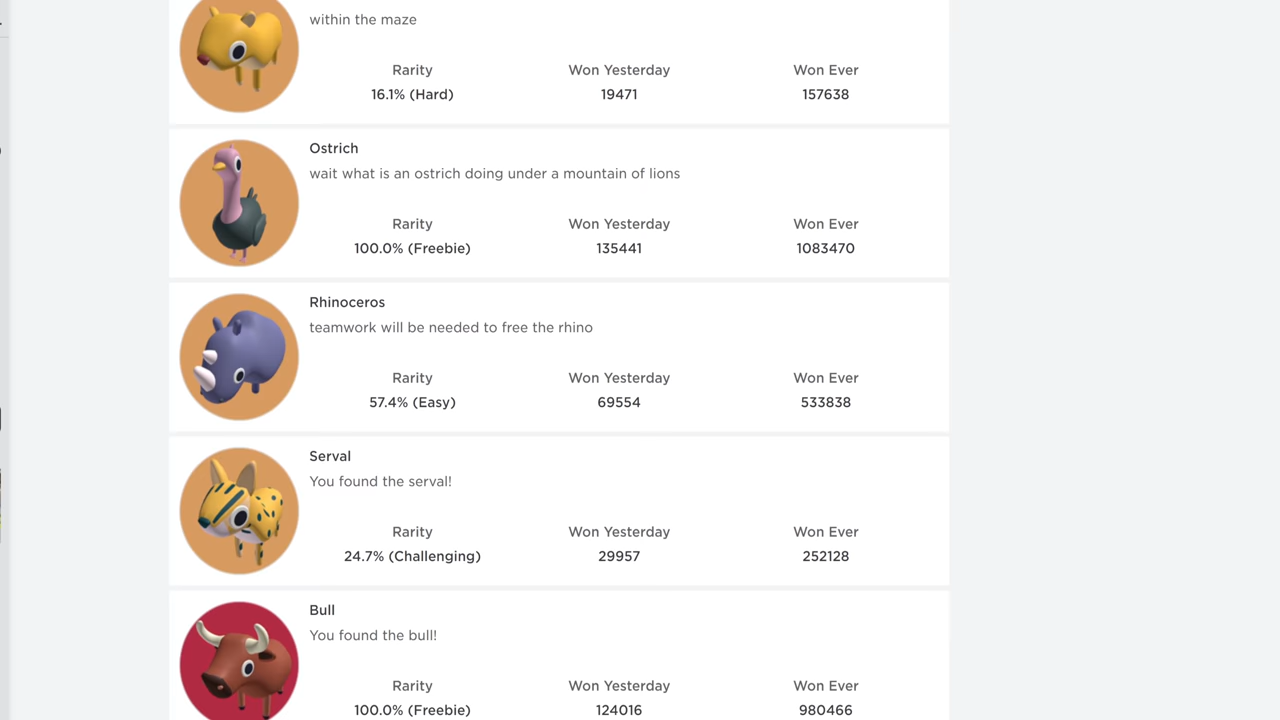 within the maze
Rarity Won Yesterday Won Ever
16.1% (Hard) 19471 157638
Ostrich
wait what is an ostrich doing under a mountain of lions
Rarity Won Yesterday Won Ever
100.0% (Freebie) 135441 1083470
Rhinoceros
teamwork will be needed to free the rhino
Rarity Won Yesterday Won Ever
57.4% (Easy) 69554 533838
Serval
You found the serval!
Rarity Won Yesterday Won Ever
24.7% (Challenging) 29957 252128
Bull
You found the bull!
Rarity Won Yesterday Won Ever
100.0% (Freebie) 124016 980466